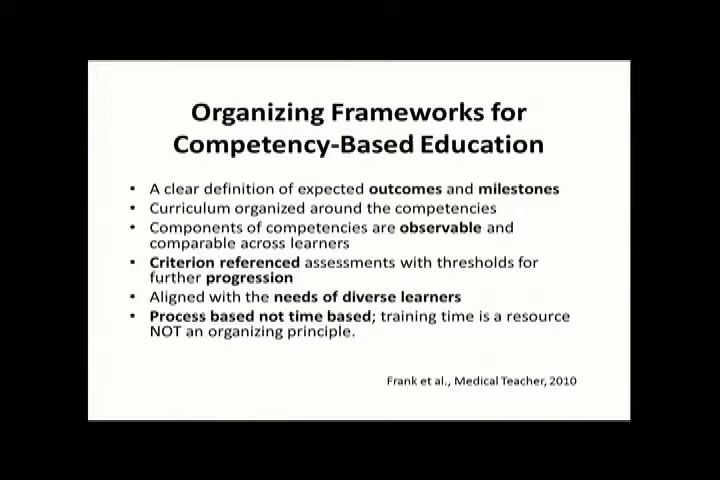 Organizing Frameworks for
Competency-Based Education
• A clear definition of expected outcomes and milestones
• Curriculum organized around the competencies
• Components of competencies are observable and
comparable across learners
• Criterion referenced assessments with thresholds for
further progression
• Aligned with the needs of diverse learners
• Process based not time based; training time is a resource
NOT an organizing principle.
Frank et al., Medical Teacher, 2010